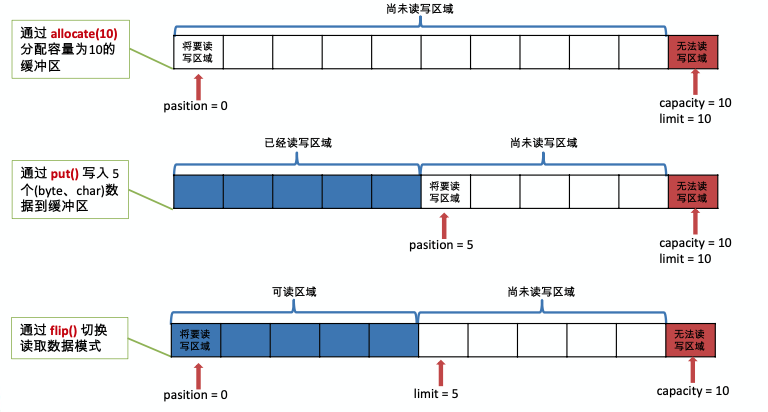 尚未读写区域
通过 allocate(10)
分配容量为10的
缓冲区
将要读
写区域
无法读
写区域
pasition = 0
capacity = 10
limit = 10
已经读写区域
尚未读写区域
通过 put() 写入 5
个(byte、char)数
据到缓冲区
将要读
写区域
无法读
写区域
pasition = 5
capacity = 10
limit = 10
可读区域
尚未读写区域
通过 flip() 切换
读取数据模式
将要读
写区域
无法读
写区域
pasition = 0
limit = 5
capacity = 10